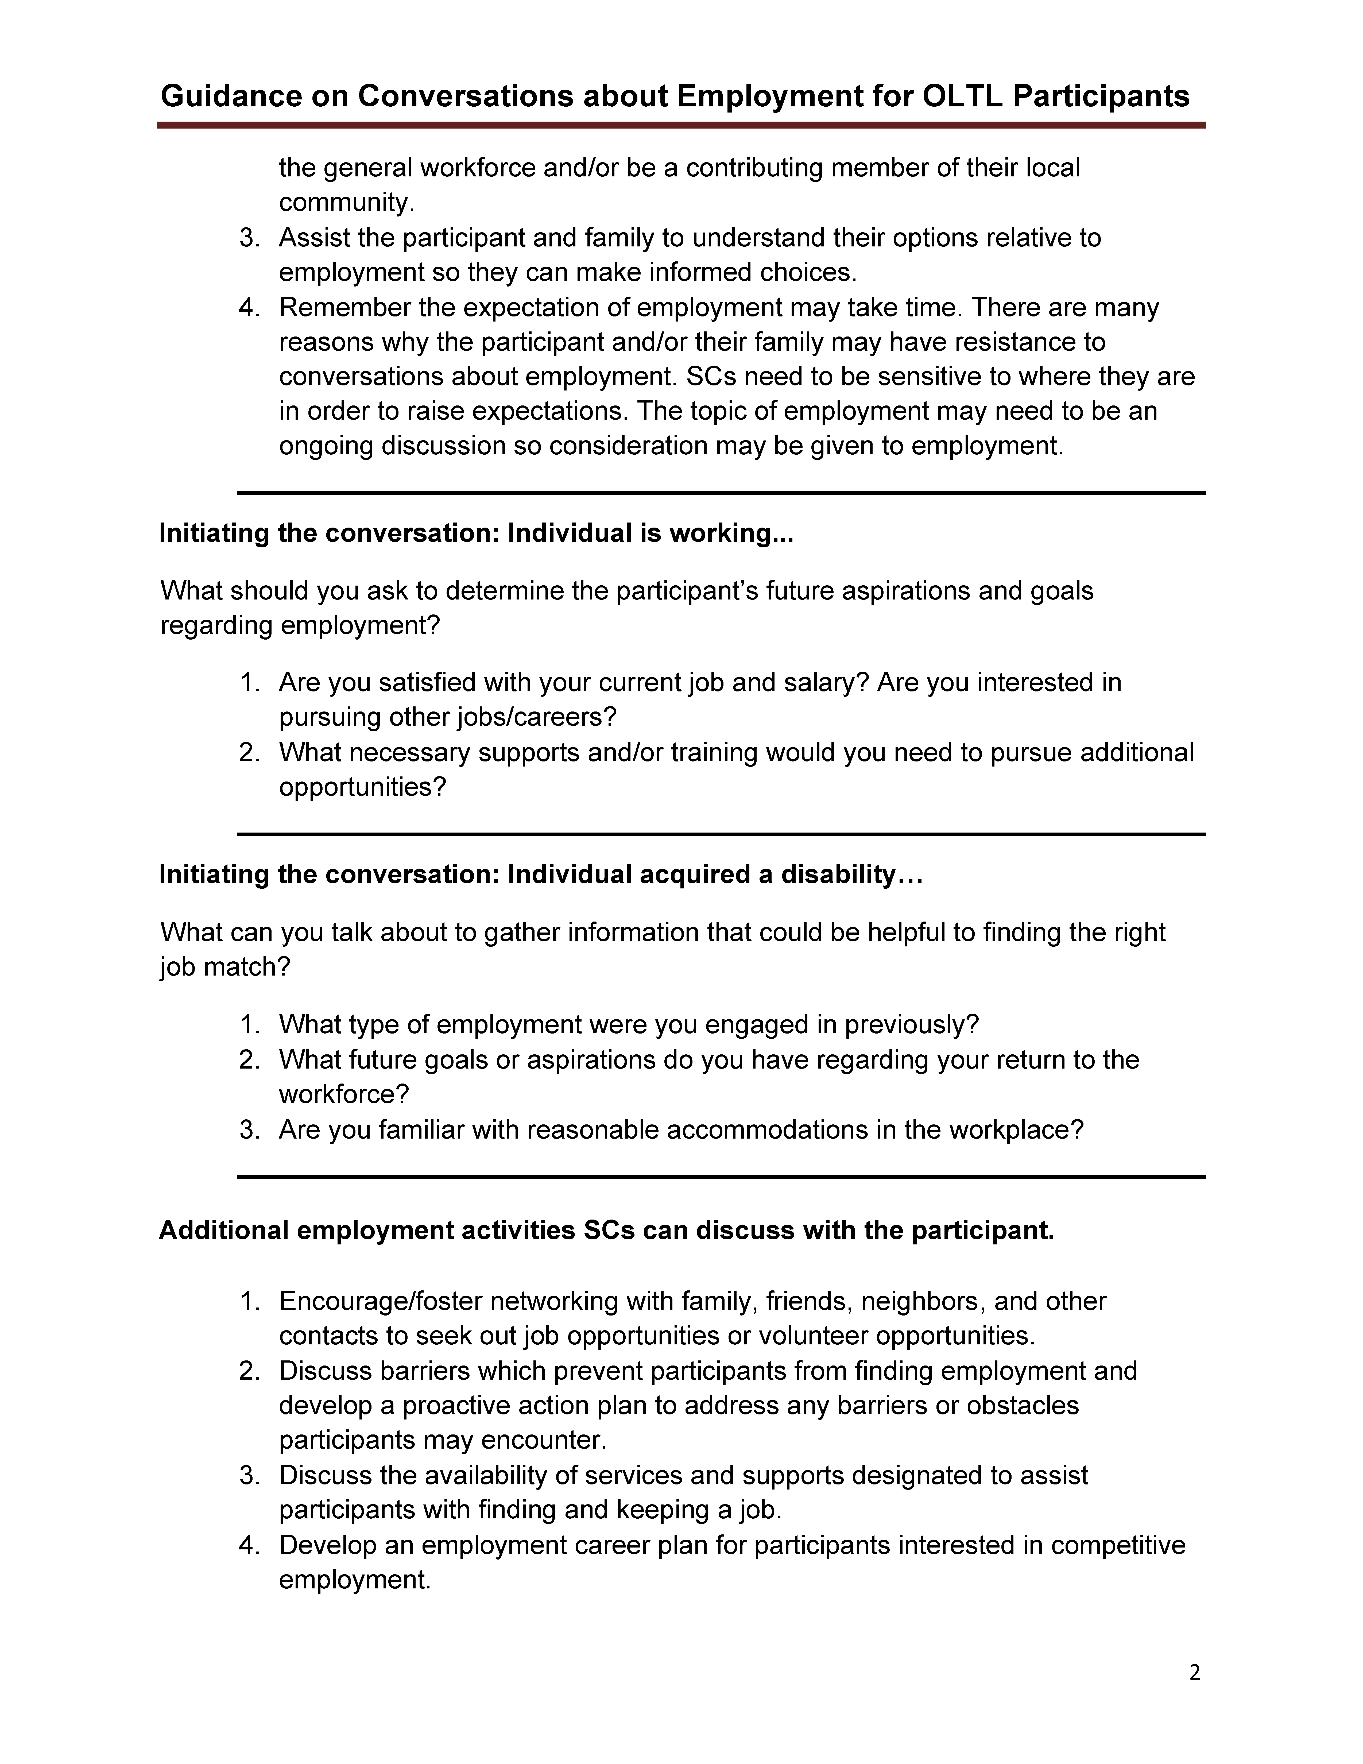 Guidance on Conversations about Employment for OLTL Participants
the general workforce and/or be a contributing member of their local
community.
3. Assist the participant and family to understand their options relative to
employment so they can make informed choices.
4. Remember the expectation of employment may take time. There are many
reasons why the participant and/or their family may have resistance to
conversations about employment. SCs need to be sensitive to where they are
in order to raise expectations. The topic of employment may need to be an
ongoing discussion so consideration may be given to employment.
Initiating the conversation: Individual is working...
What should you ask to determine the participant’s future aspirations and goals
regarding employment?
1. Are you satisfied with your current job and salary? Are you interested in
pursuing other jobs/careers?
2. What necessary supports and/or training would you need to pursue additional
opportunities?
Initiating the conversation: Individual acquired a disability…
What can you talk about to gather information that could be helpful to finding the right
job match?
1. What type of employment were you engaged in previously?
2. What future goals or aspirations do you have regarding your return to the
workforce?
3. Are you familiar with reasonable accommodations in the workplace?
Additional employment activities SCs can discuss with the participant.
1. Encourage/foster networking with family, friends, neighbors, and other
contacts to seek out job opportunities or volunteer opportunities.
2. Discuss barriers which prevent participants from finding employment and
develop a proactive action plan to address any barriers or obstacles
participants may encounter.
3. Discuss the availability of services and supports designated to assist
participants with finding and keeping a job.
4. Develop an employment career plan for participants interested in competitive
employment.
2